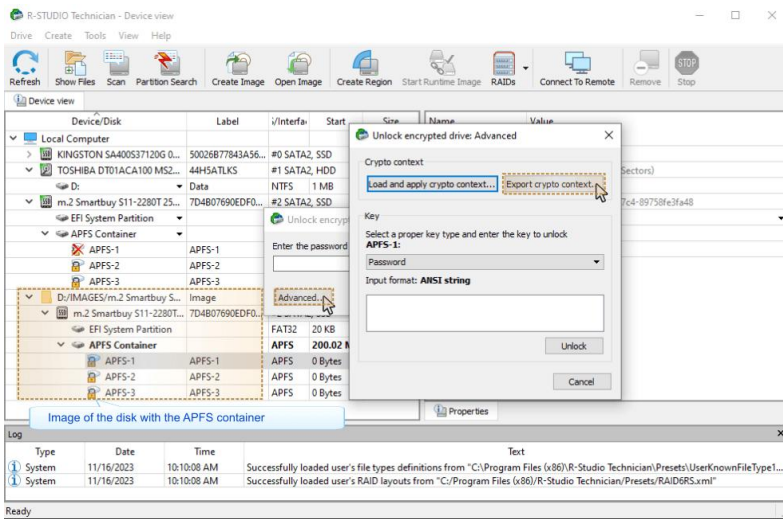 R-STUDIO Technician - Device view
Drive Create Tools View Help
Refresh Show Files Scan Partition Search Create Image Open Image Create Region Start Runtime Image RAIDs Connect To Remote Remove Stop
STOP
Device view
Device/Disk Label Start Size Name Value
Local Computer
KINGSTON SA400S37120G 0... 50026B77843A56... #0 SATA2, SSD
TOSHIBA DT01ACA100 MS2... 44H5ATLKS #1 SATA2, HDD
D: Data NTFS 1 MB
m.2 Smartbuy S11-2280T 25... 7D4B07690EDF0... #2 SATA2, SSD
EFI System Partition
APFS Container
APFS-1 APFS-1
APFS-2 APFS-2
APFS-3 APFS-3
D:/IMAGES/m.2 Smartbuy S... Image
m.2 Smartbuy S11-2280T... 7D4B07690EDF0...
EFI System Partition FAT32 20 KB
APFS Container APFS 200.02 M
APFS-1 APFS-1 APFS 0 Bytes
APFS-2 APFS-2 APFS 0 Bytes
APFS-3 APFS-3 APFS 0 Bytes
Image of the disk with the APFS container
Unlock encryp
Enter the password
Advanced...
Unlock encrypted drive: Advanced
Crypto context
Load and apply crypto context... Export crypto context...
Key
Select a proper key type and enter the key to unlock
APFS-1:
Password
Input format: ANSI string
Unlock
Cancel
Sectors)
7c4-89758fe3fa48
Properties
Log
Type Date Time Text
System 11/16/2023 10:10:08 AM Successfully loaded user's file types definitions from "C:\Program Files (x86)\R-Studio Technician\Presets\UserKnownFileType1...
System 11/16/2023 10:10:08 AM Successfully loaded user's RAID layouts from "C:/Program Files (x86)/R-Studio Technician/Presets/RAID6RS.xml"
Ready